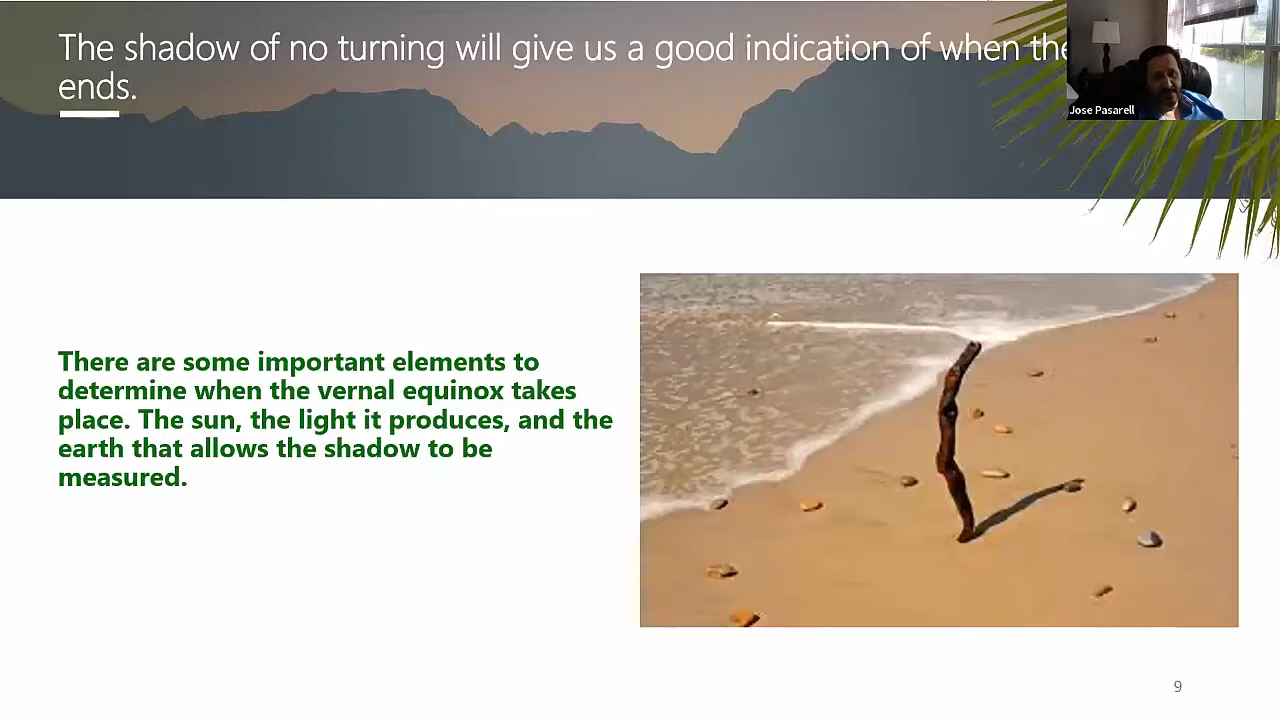 The shadow of no turning will give us a good indication of when the
ends.
Jose Pasarell
There are some important elements to
determine when the vernal equinox takes
place. The sun, the light it produces, and the
earth that allows the shadow to be
measured.
9